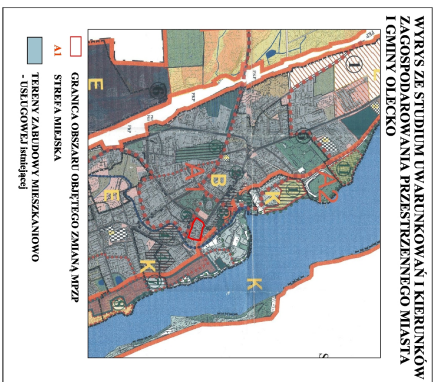 WYRYS ZE STUDIUM UWARUNKOWAŃ I KIERUNKÓW
ZAGOSPODAROWANIA PRZESTRZENNEGO MIASTA
I GMINY OLECKO
1
E
B
A
K
E
K
K
K
GRANICA OBSZARU OBJĘTEGO ZMIANĄ MPZP
A1 STREFA MIEJSKA
TERENY ZABUDOWY MIESZKANIOWO
- USŁUGOWEJ istniejącej